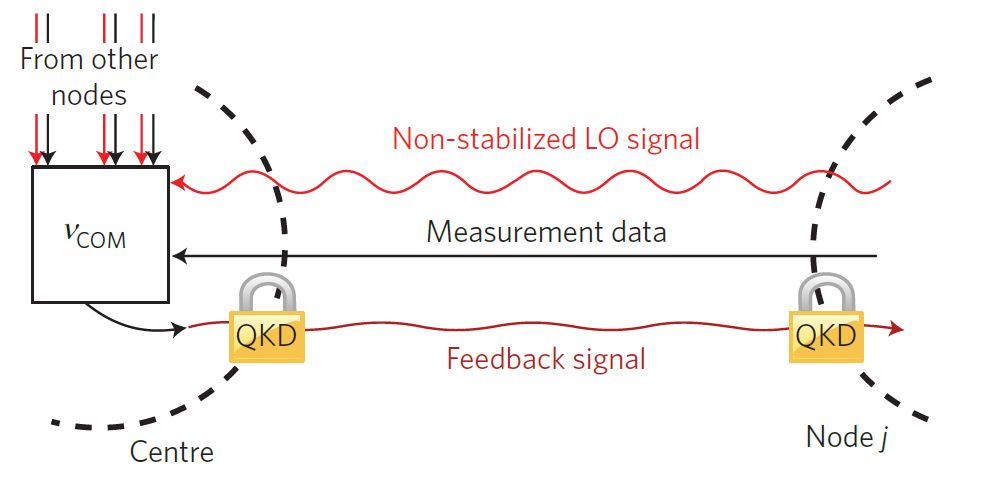 From other
nodes
Non-stabilized LO signal
νCOM
Measurement data
QKD
QKD
Feedback signal
Centre
Node j